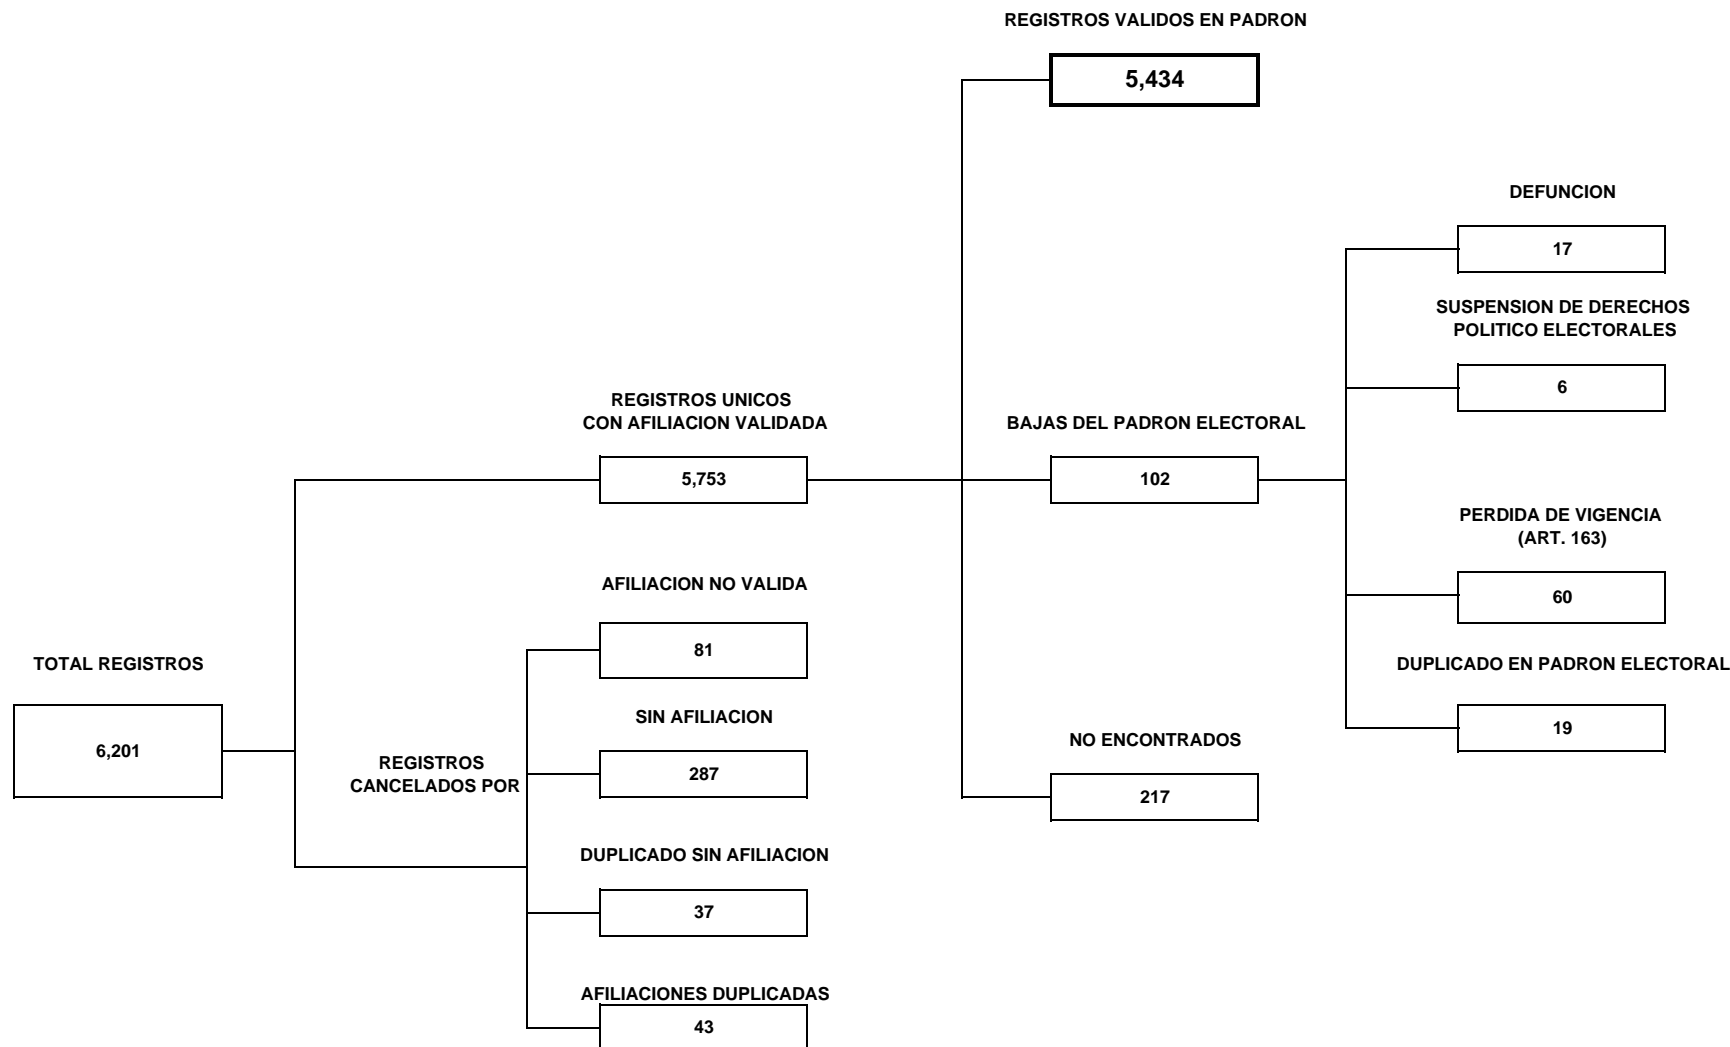 REGISTROS VALIDOS EN PADRON
5,434
DEFUNCION
17
SUSPENSION DE DERECHOS
POLITICO ELECTORALES
6
REGISTROS UNICOS
CON AFILIACION VALIDADA
5,753
BAJAS DEL PADRON ELECTORAL
102
PERDIDA DE VIGENCIA
(ART. 163)
60
AFILIACION NO VALIDA
81
TOTAL REGISTROS
6,201
DUPLICADO EN PADRON ELECTORAL
19
SIN AFILIACION
287
NO ENCONTRADOS
217
REGISTROS
CANCELADOS POR
DUPLICADO SIN AFILIACION
37
AFILIACIONES DUPLICADAS
43